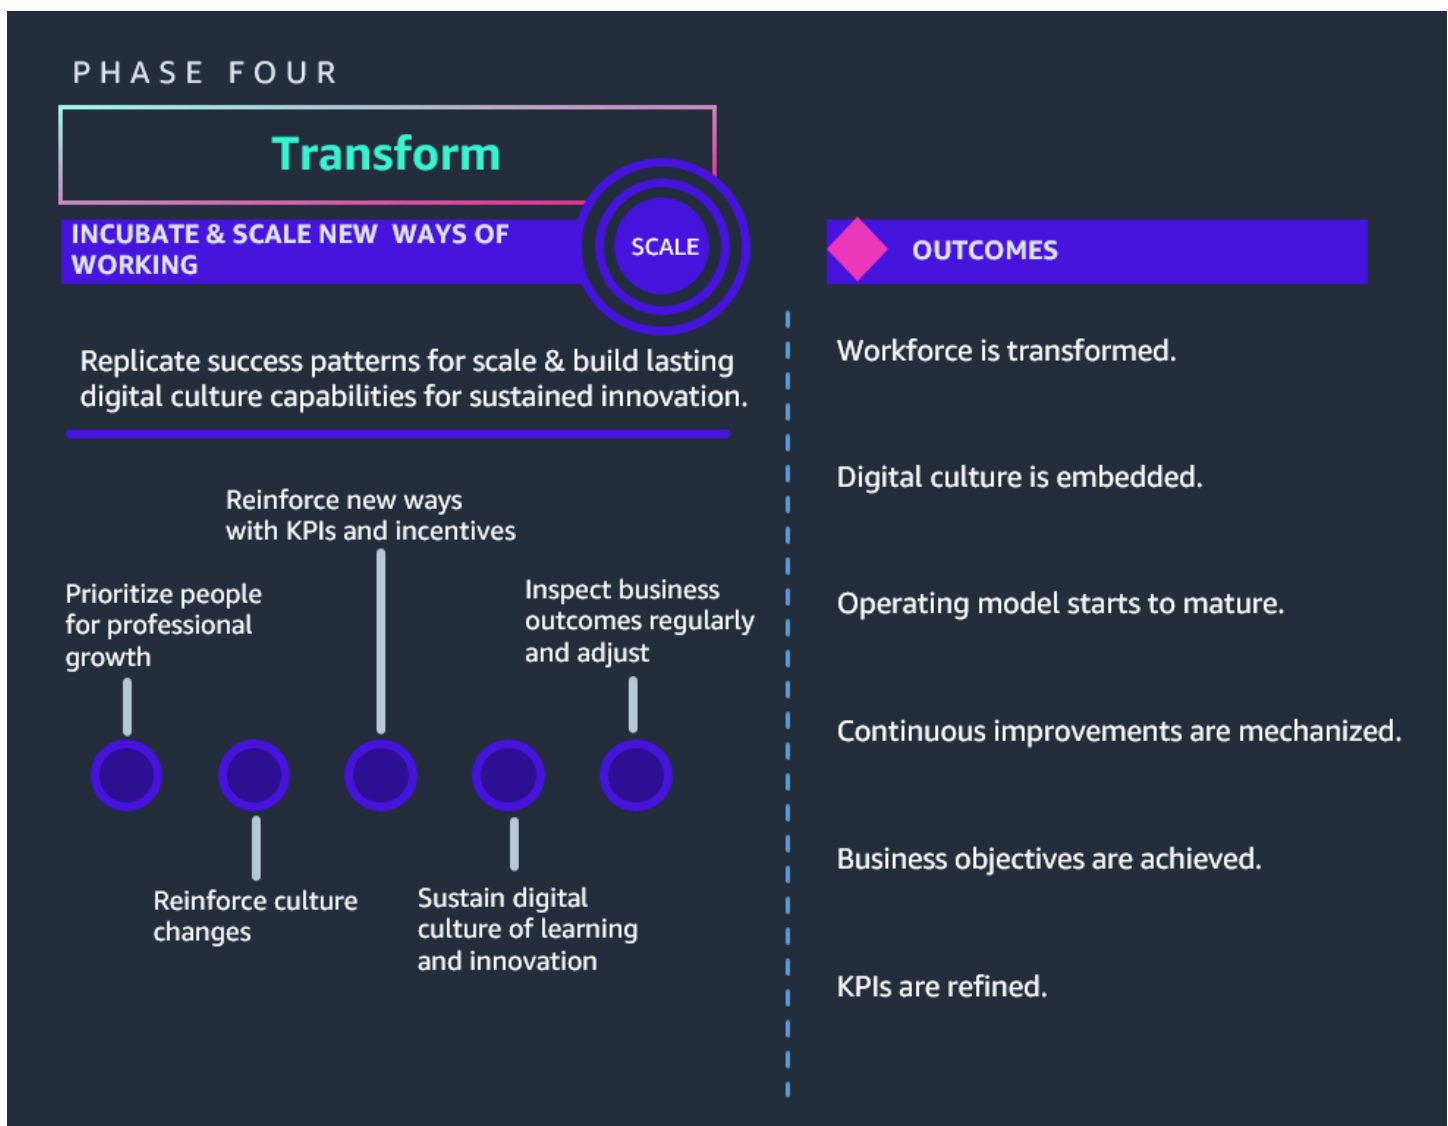 PHASE FOUR
Transform
INCUBATE & SCALE NEW WAYS OF
WORKING
SCALE
Replicate success patterns for scale & build lasting
digital culture capabilities for sustained innovation.
Reinforce new ways
with KPIs and incentives
Prioritize people
for professional
growth
Inspect business
outcomes regularly
and adjust
Reinforce culture
changes
Sustain digital
culture of learning
and innovation
OUTCOMES
Workforce is transformed.
Digital culture is embedded.
Operating model starts to mature.
Continuous improvements are mechanized.
Business objectives are achieved.
KPIs are refined.